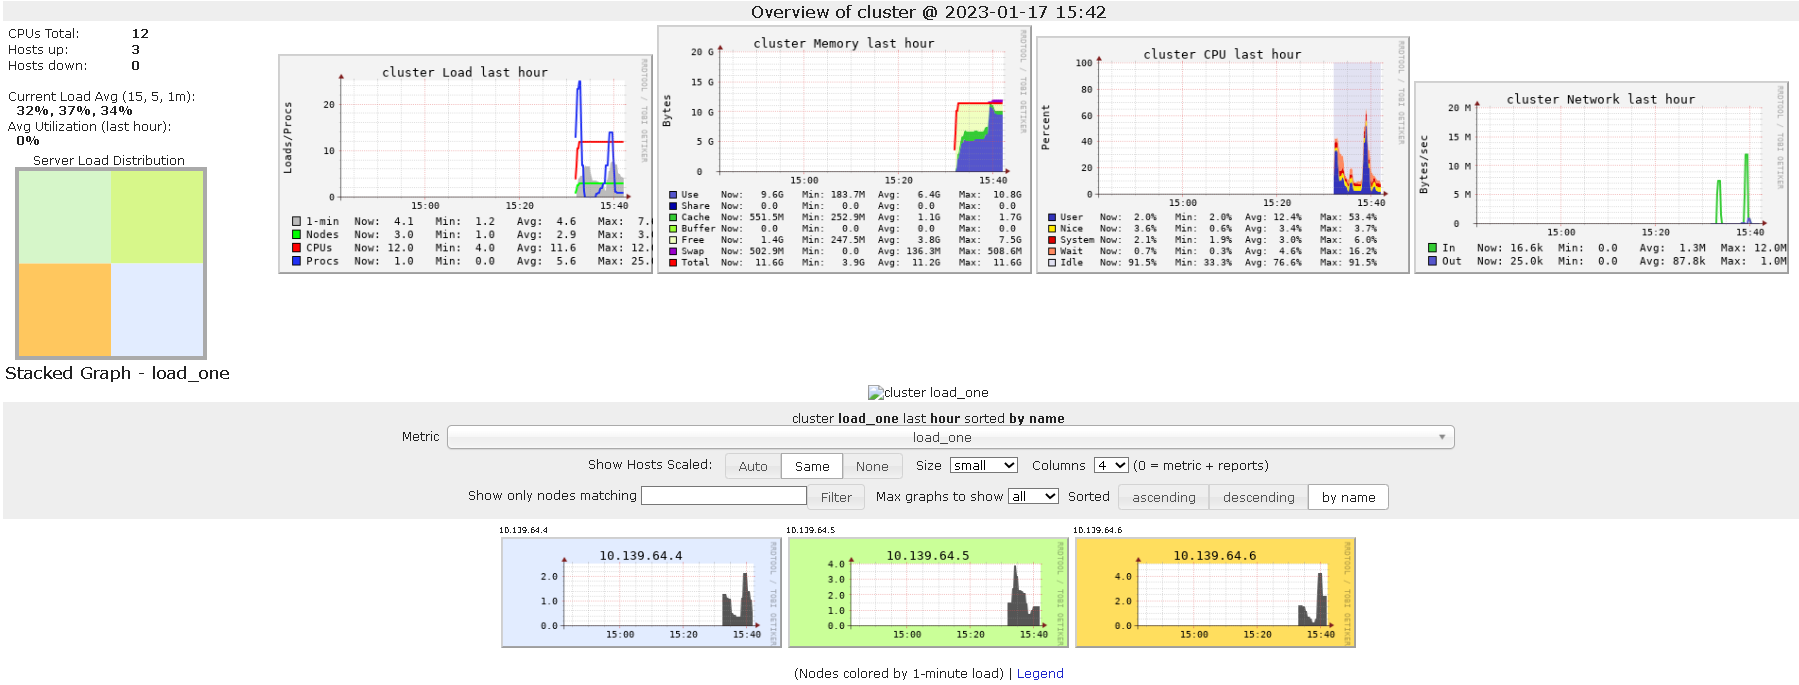 Overview of cluster @ 2023-01-17 15:42
CPUs Total: 12
Hosts up: 3
Hosts down: 0
Current Load Avg (15, 5, 1m):
32%, 37%, 34%
Avg Utilization (last hour):
0%
Server Load Distribution
cluster Load last hour
Loads/Procs
20
10
0
15:00 15:20 15:40
1-min Now: 4.1 Min: 1.2 Avg: 4.6 Max: 7.
Nodes Now: 3.0 Min: 1.0 Avg: 2.9 Max: 3.
CPUs Now: 12.0 Min: 4.0 Avg: 11.6 Max: 12.
Procs Now: 1.0 Min: 0.0 Avg: 5.6 Max: 25.
RRDTOOL / TOBI OETIKER
cluster Memory last hour
Bytes
20 G
15 G
10 G
5 G
0
15:00 15:20 15:40
Use Now: 9.6G Min: 183.7M Avg: 6.4G Max: 10.8G
Share Now: 0.0 Min: 0.0 Avg: 0.0 Max: 0.0
Cache Now: 551.5M Min: 252.9M Avg: 1.1G Max: 1.7G
Buffer Now: 0.0 Min: 0.0 Avg: 0.0 Max: 0.0
Free Now: 1.4G Min: 247.5M Avg: 3.8G Max: 7.5G
Swap Now: 502.9M Min: 0.0 Avg: 136.3M Max: 508.6M
Total Now: 11.6G Min: 3.9G Avg: 11.2G Max: 11.6G
RRDTOOL / TOBI OETIKER
cluster CPU last hour
Percent
100
80
60
40
20
0
15:00 15:20 15:40
User Now: 2.0% Min: 2.0% Avg: 12.4% Max: 53.4%
Nice Now: 3.6% Min: 0.6% Avg: 3.4% Max: 3.7%
System Now: 2.1% Min: 1.9% Avg: 3.0% Max: 6.0%
Wait Now: 0.7% Min: 0.3% Avg: 4.6% Max: 16.2%
Idle Now: 91.5% Min: 33.3% Avg: 76.6% Max: 91.5%
RRDTOOL / TOBI OETIKER
cluster Network last hour
Bytes/sec
20 M
15 M
10 M
5 M
0
15:00 15:20 15:40
In Now: 16.6k Min: 0.0 Avg: 1.3M Max: 12.0M
Out Now: 25.0k Min: 0.0 Avg: 87.8k Max: 1.0M
RRDTOOL / TOBI OETIKER
Stacked Graph - load_one
cluster load_one
cluster load_one last hour sorted by name
Metric load_one
Show Hosts Scaled: Auto Same None Size small Columns 4 (0 = metric + reports)
Show only nodes matching Filter Max graphs to show all Sorted ascending descending by name
10.139.64.4
10.139.64.4
2.0
1.0
0.0
15:00 15:20 15:40
RRDTOOL / TOBI OETIKER
10.139.64.5
10.139.64.5
4.0
3.0
2.0
1.0
0.0
15:00 15:20 15:40
RRDTOOL / TOBI OETIKER
10.139.64.6
10.139.64.6
4.0
2.0
0.0
15:00 15:20 15:40
RRDTOOL / TOBI OETIKER
(Nodes colored by 1-minute load) | Legend